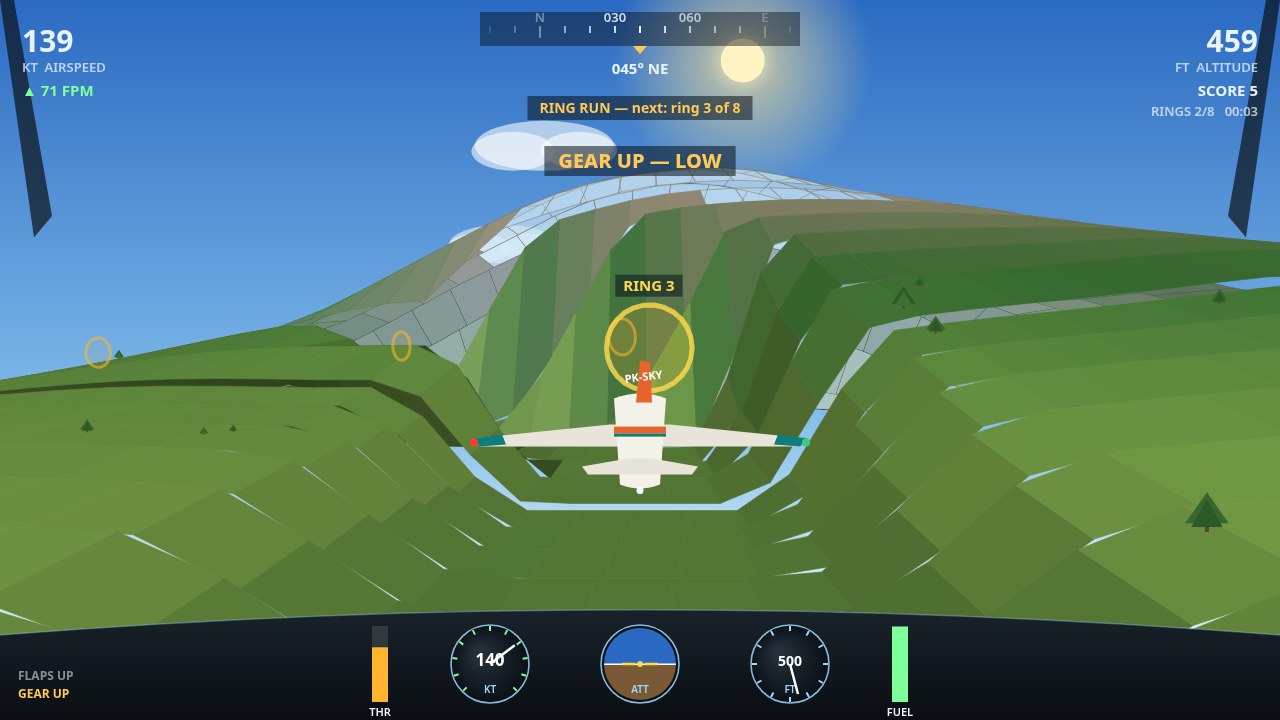 139
KT AIRSPEED
▲ 71 FPM
N 030 060 E
045° NE
459
FT ALTITUDE
SCORE 5
RINGS 2/8 00:03
RING RUN — next: ring 3 of 8
GEAR UP — LOW
RING 3
PK-SKY
FLAPS UP
GEAR UP
THR
140
KT
ATT
500
FT
FUEL